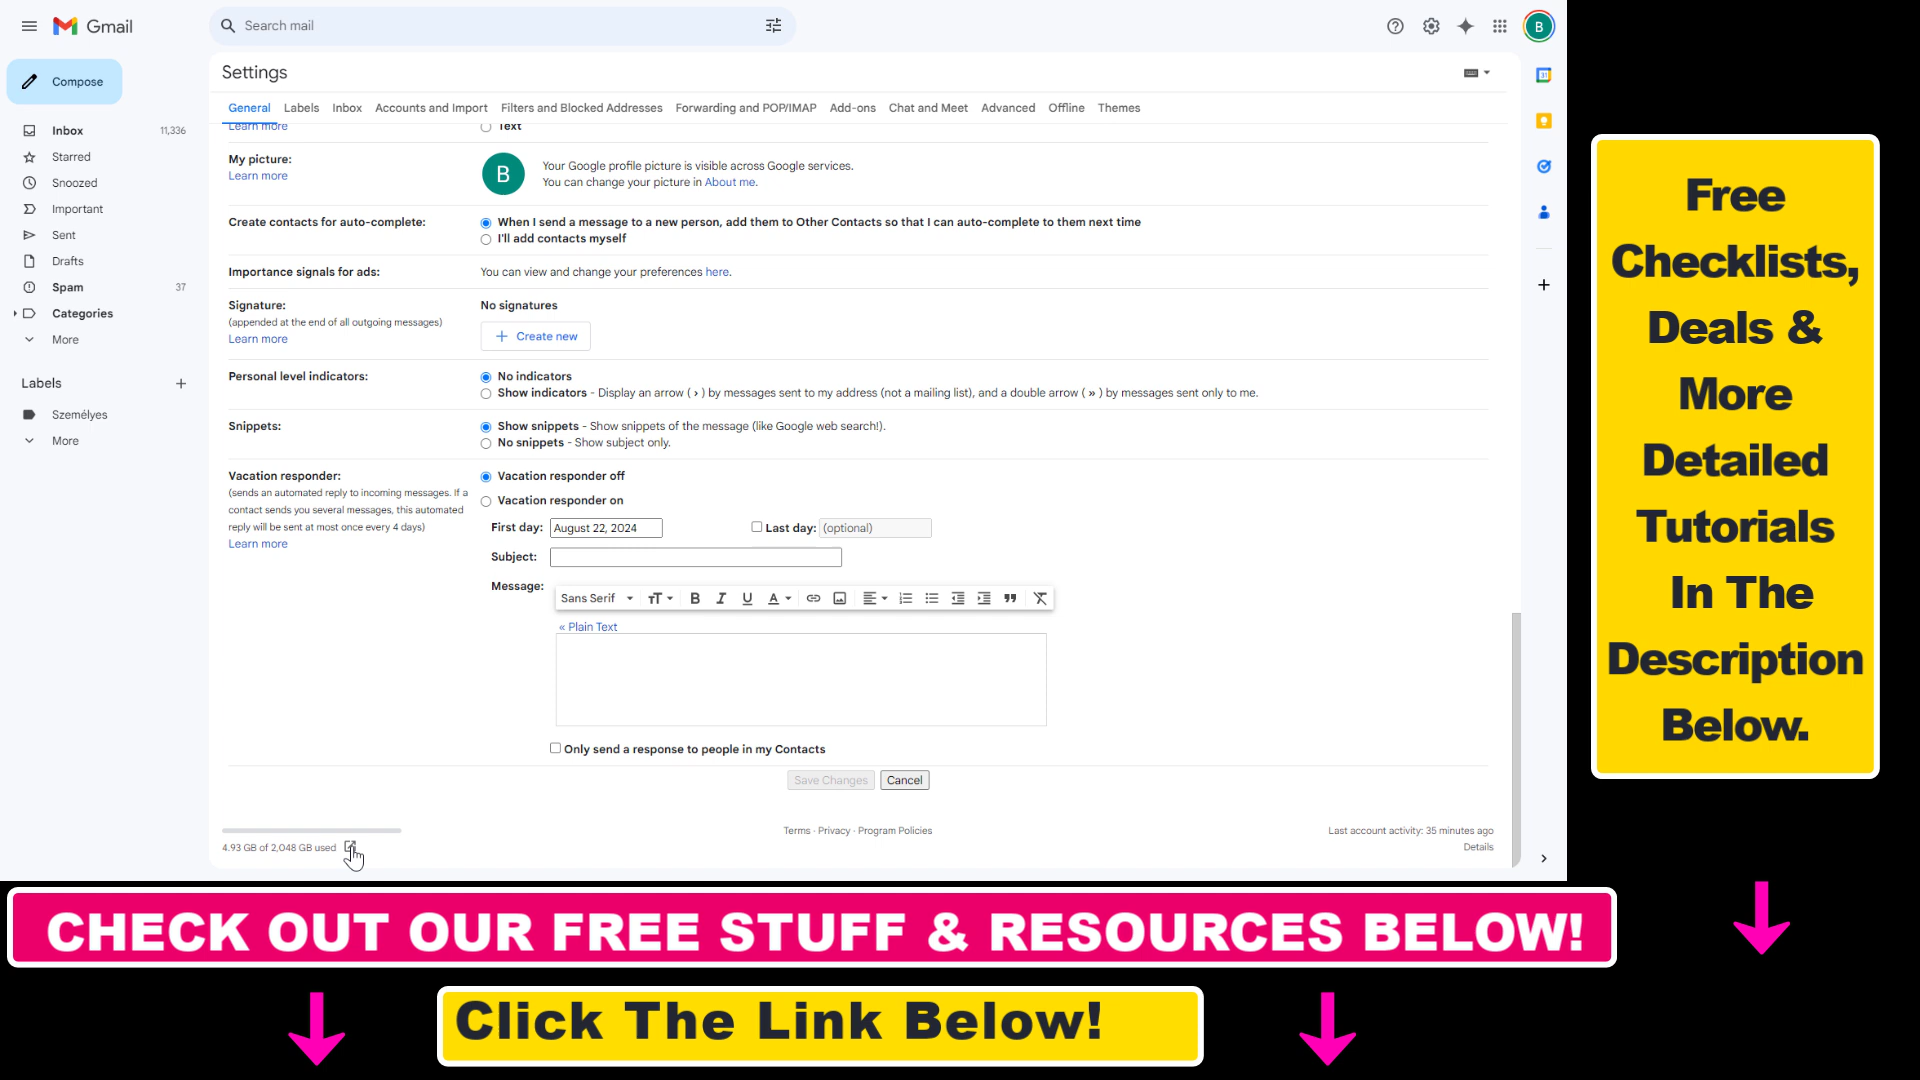 Gmail
Search mail
B
Compose
Inbox 11,336
Starred
Snoozed
Important
Sent
Drafts
Spam 37
Categories
More
Labels
Személyes
More
Settings
General Labels Inbox Accounts and Import Filters and Blocked Addresses Forwarding and POP/IMAP Add-ons Chat and Meet Advanced Offline Themes
Learn more Text
My picture:
Learn more
B
Your Google profile picture is visible across Google services.
You can change your picture in About me.
Create contacts for auto-complete:
When I send a message to a new person, add them to Other Contacts so that I can auto-complete to them next time
I'll add contacts myself
Importance signals for ads: You can view and change your preferences here.
Signature:
(appended at the end of all outgoing messages)
Learn more
No signatures
Create new
Personal level indicators:
No indicators
Show indicators - Display an arrow ( › ) by messages sent to my address (not a mailing list), and a double arrow ( » ) by messages sent only to me.
Snippets:
Show snippets - Show snippets of the message (like Google web search!).
No snippets - Show subject only.
Vacation responder:
(sends an automated reply to incoming messages. If a
contact sends you several messages, this automated
reply will be sent at most once every 4 days)
Learn more
Vacation responder off
Vacation responder on
First day: August 22, 2024 Last day: (optional)
Subject:
Message:
Sans Serif
« Plain Text
Only send a response to people in my Contacts
Save Changes Cancel
4.93 GB of 2,048 GB used
Terms · Privacy · Program Policies
Last account activity: 35 minutes ago
Details
31
Free
Checklists,
Deals &
More
Detailed
Tutorials
In The
Description
Below.
CHECK OUT OUR FREE STUFF & RESOURCES BELOW!
Click The Link Below!